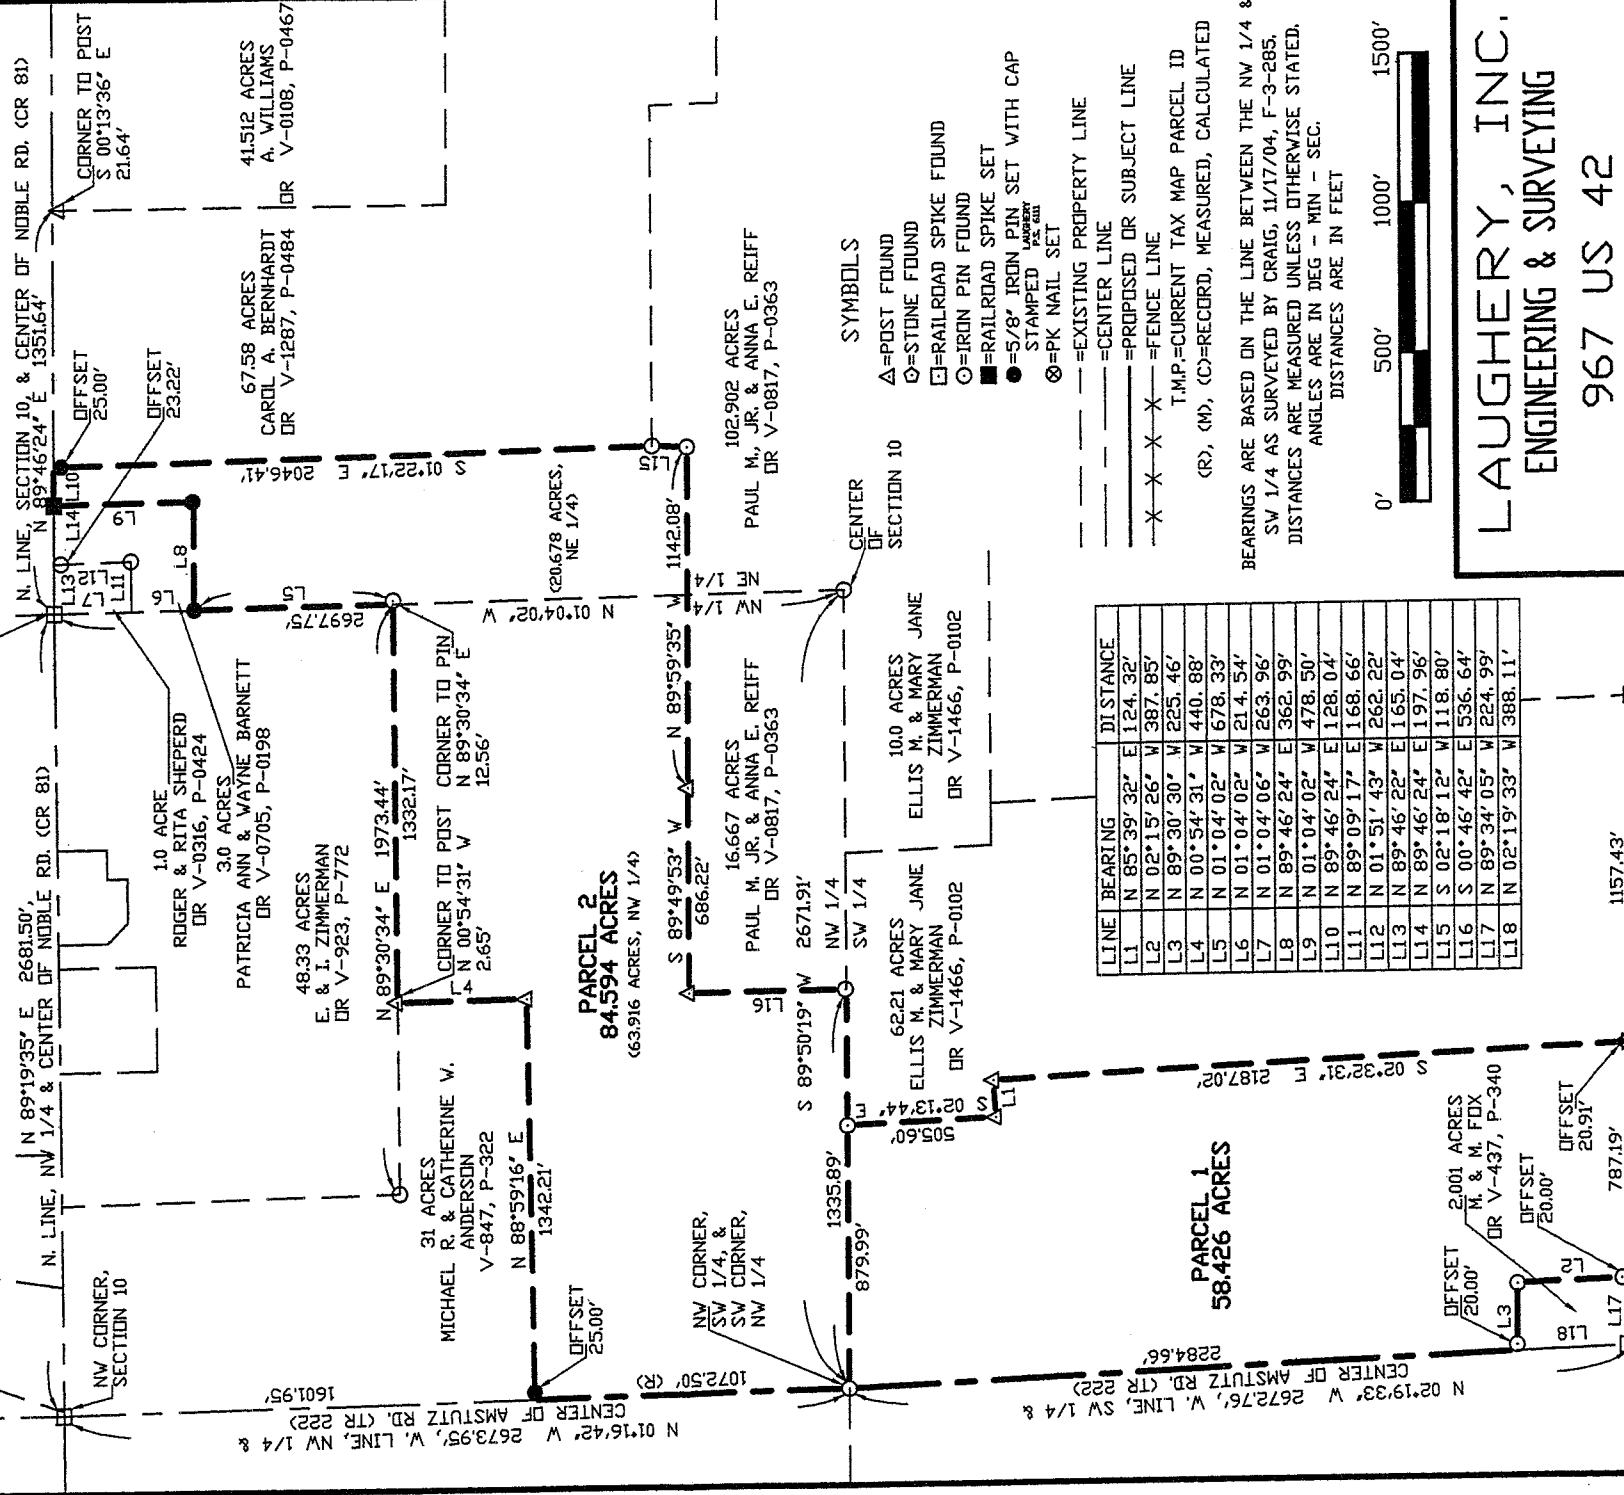 N. LINE, SECTION 10, & CENTER OF NOBLE RD. (CR 81)
N 89°46'24" E 1351.64'
CORNER TO POST
S 00°13'36" E
21.64'
41.512 ACRES
A. WILLIAMS
OR V-0108, P-0467
67.58 ACRES
CAROL A. BERNHARDT
OR V-1287, P-0484
OFFSET
25.00'
OFFSET
23.22'
L10
L14
L9
L13
L12
L7
L11
L8
L6
L5
S 01°22'17" E 2046.41'
L15
(20.678 ACRES,
NE 1/4)
2697.75'
N 01°04'02" W
NE 1/4
NW 1/4
102.902 ACRES
PAUL M., JR. & ANNA E. REIFF
OR V-0817, P-0363
N 89°59'35" W 1142.08'
CENTER
OF
SECTION 10
N 89°19'35" E 2681.50',
N. LINE, NW 1/4 & CENTER OF NOBLE RD. (CR 81)
1.0 ACRE
ROGER & RITA SHEPERD
OR V-0316, P-0424
3.0 ACRES
PATRICIA ANN & WAYNE BARNETT
OR V-0705, P-0198
48.33 ACRES
E. & I. ZIMMERMAN
OR V-923, P-772
N 89°30'34" E 1973.44'
1332.17'
CORNER TO POST
N 00°54'31" W
2.65'
CORNER TO PIN
N 89°30'34" E
12.56'
L4
PARCEL 2
84.594 ACRES
(63.916 ACRES, NW 1/4)
S 89°49'53" W
686.22'
16.667 ACRES
PAUL M. JR. & ANNA E. REIFF
OR V-0817, P-0363
L16
S 89°50'19" W 2671.91'
NW 1/4
SW 1/4
NW CORNER,
SECTION 10
31 ACRES
MICHAEL R. & CATHERINE W.
ANDERSON
V-847, P-322
N 88°59'16" E
1342.21'
OFFSET
25.00'
1601.95'
1072.50' (R)
N 01°16'42" W 2673.95', W. LINE, NW 1/4 &
CENTER OF AMSTUTZ RD. (TR 222)
NW CORNER,
SW 1/4, &
SW CORNER,
NW 1/4
1335.89'
879.99'
62.21 ACRES
ELLIS M. & MARY JANE
ZIMMERMAN
OR V-1466, P-0102
10.0 ACRES
ELLIS M. & MARY JANE
ZIMMERMAN
OR V-1466, P-0102
S 02°13'44" E
505.60'
L1
S 02°32'31" E 2187.02'
PARCEL 1
58.426 ACRES
2284.66'
N 02°19'33" W 2672.76', W. LINE, SW 1/4 &
CENTER OF AMSTUTZ RD. (TR 222)
OFFSET
20.00'
2.001 ACRES
M. & M. FOX
OR V-437, P-340
OFFSET
20.00'
OFFSET
20.91'
L3
L2
L18
L17
787.19'
1157.43'
SYMBOLS
=POST FOUND
=STONE FOUND
=RAILROAD SPIKE FOUND
=IRON PIN FOUND
=RAILROAD SPIKE SET
=5/8" IRON PIN SET WITH CAP
STAMPED LAUGHERY
P.S. 6111
=PK NAIL SET
=EXISTING PROPERTY LINE
=CENTER LINE
=PROPOSED OR SUBJECT LINE
=FENCE LINE
T.M.P.=CURRENT TAX MAP PARCEL ID
(R), (M), (C)=RECORD, MEASURED, CALCULATED
BEARINGS ARE BASED ON THE LINE BETWEEN THE NW 1/4 &
SW 1/4 AS SURVEYED BY CRAIG, 11/17/04, F-3-285.
DISTANCES ARE MEASURED UNLESS OTHERWISE STATED.
ANGLES ARE IN DEG - MIN - SEC.
DISTANCES ARE IN FEET
0' 500' 1000' 1500'
LINE BEARING DISTANCE
L1 N 85°39'32" E 124.32'
L2 N 02°15'26" W 387.85'
L3 N 89°30'30" W 225.46'
L4 N 00°54'31" W 440.88'
L5 N 01°04'02" W 678.33'
L6 N 01°04'02" W 214.54'
L7 N 01°04'06" W 263.96'
L8 N 89°46'24" E 362.99'
L9 N 01°04'02" W 478.50'
L10 N 89°46'24" E 128.04'
L11 N 89°09'17" E 168.66'
L12 N 01°51'43" W 262.22'
L13 N 89°46'22" E 165.04'
L14 N 89°46'24" E 197.96'
L15 S 02°18'12" W 118.80'
L16 S 00°46'42" E 536.64'
L17 N 89°34'05" W 224.99'
L18 N 02°19'33" W 388.11'
LAUGHERY, INC.
ENGINEERING & SURVEYING
967 US 42